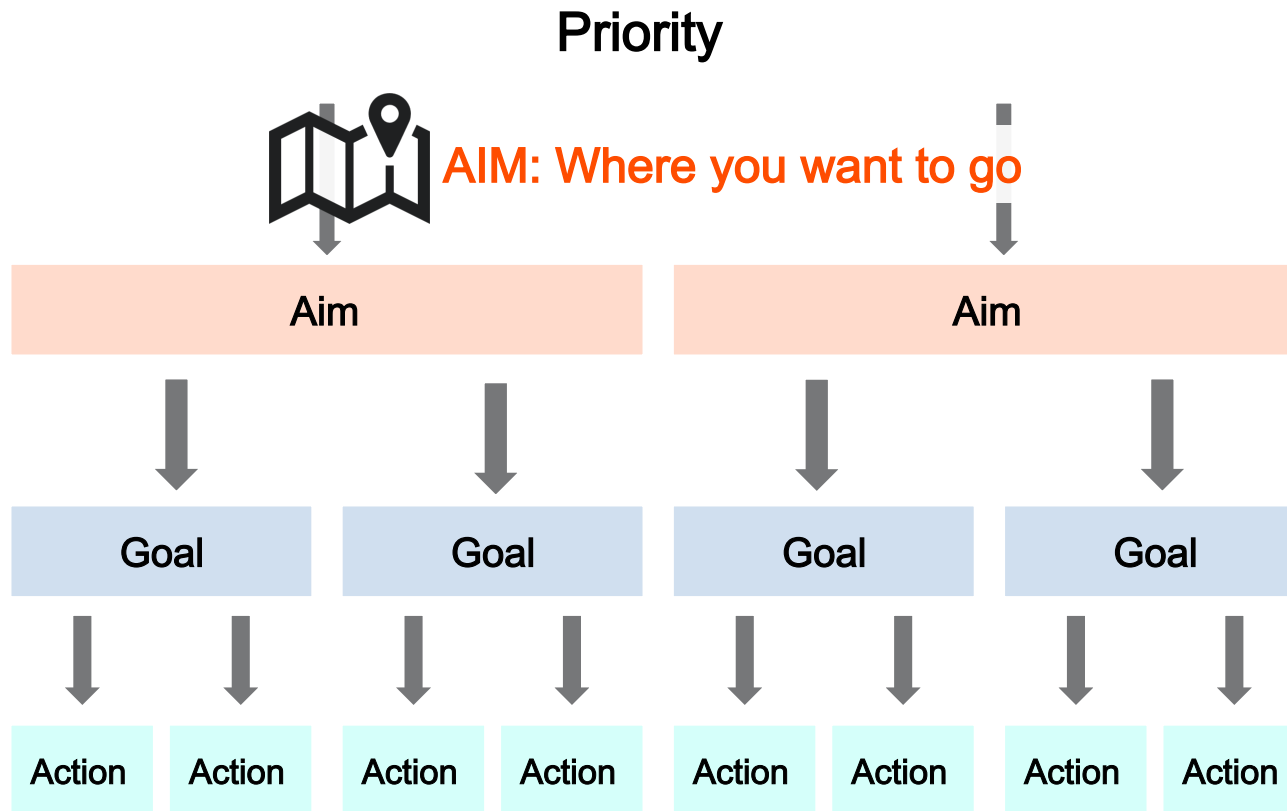 Priority
AIM: Where you want to go
Aim Aim
Goal Goal Goal Goal
Action Action Action Action Action Action Action Action